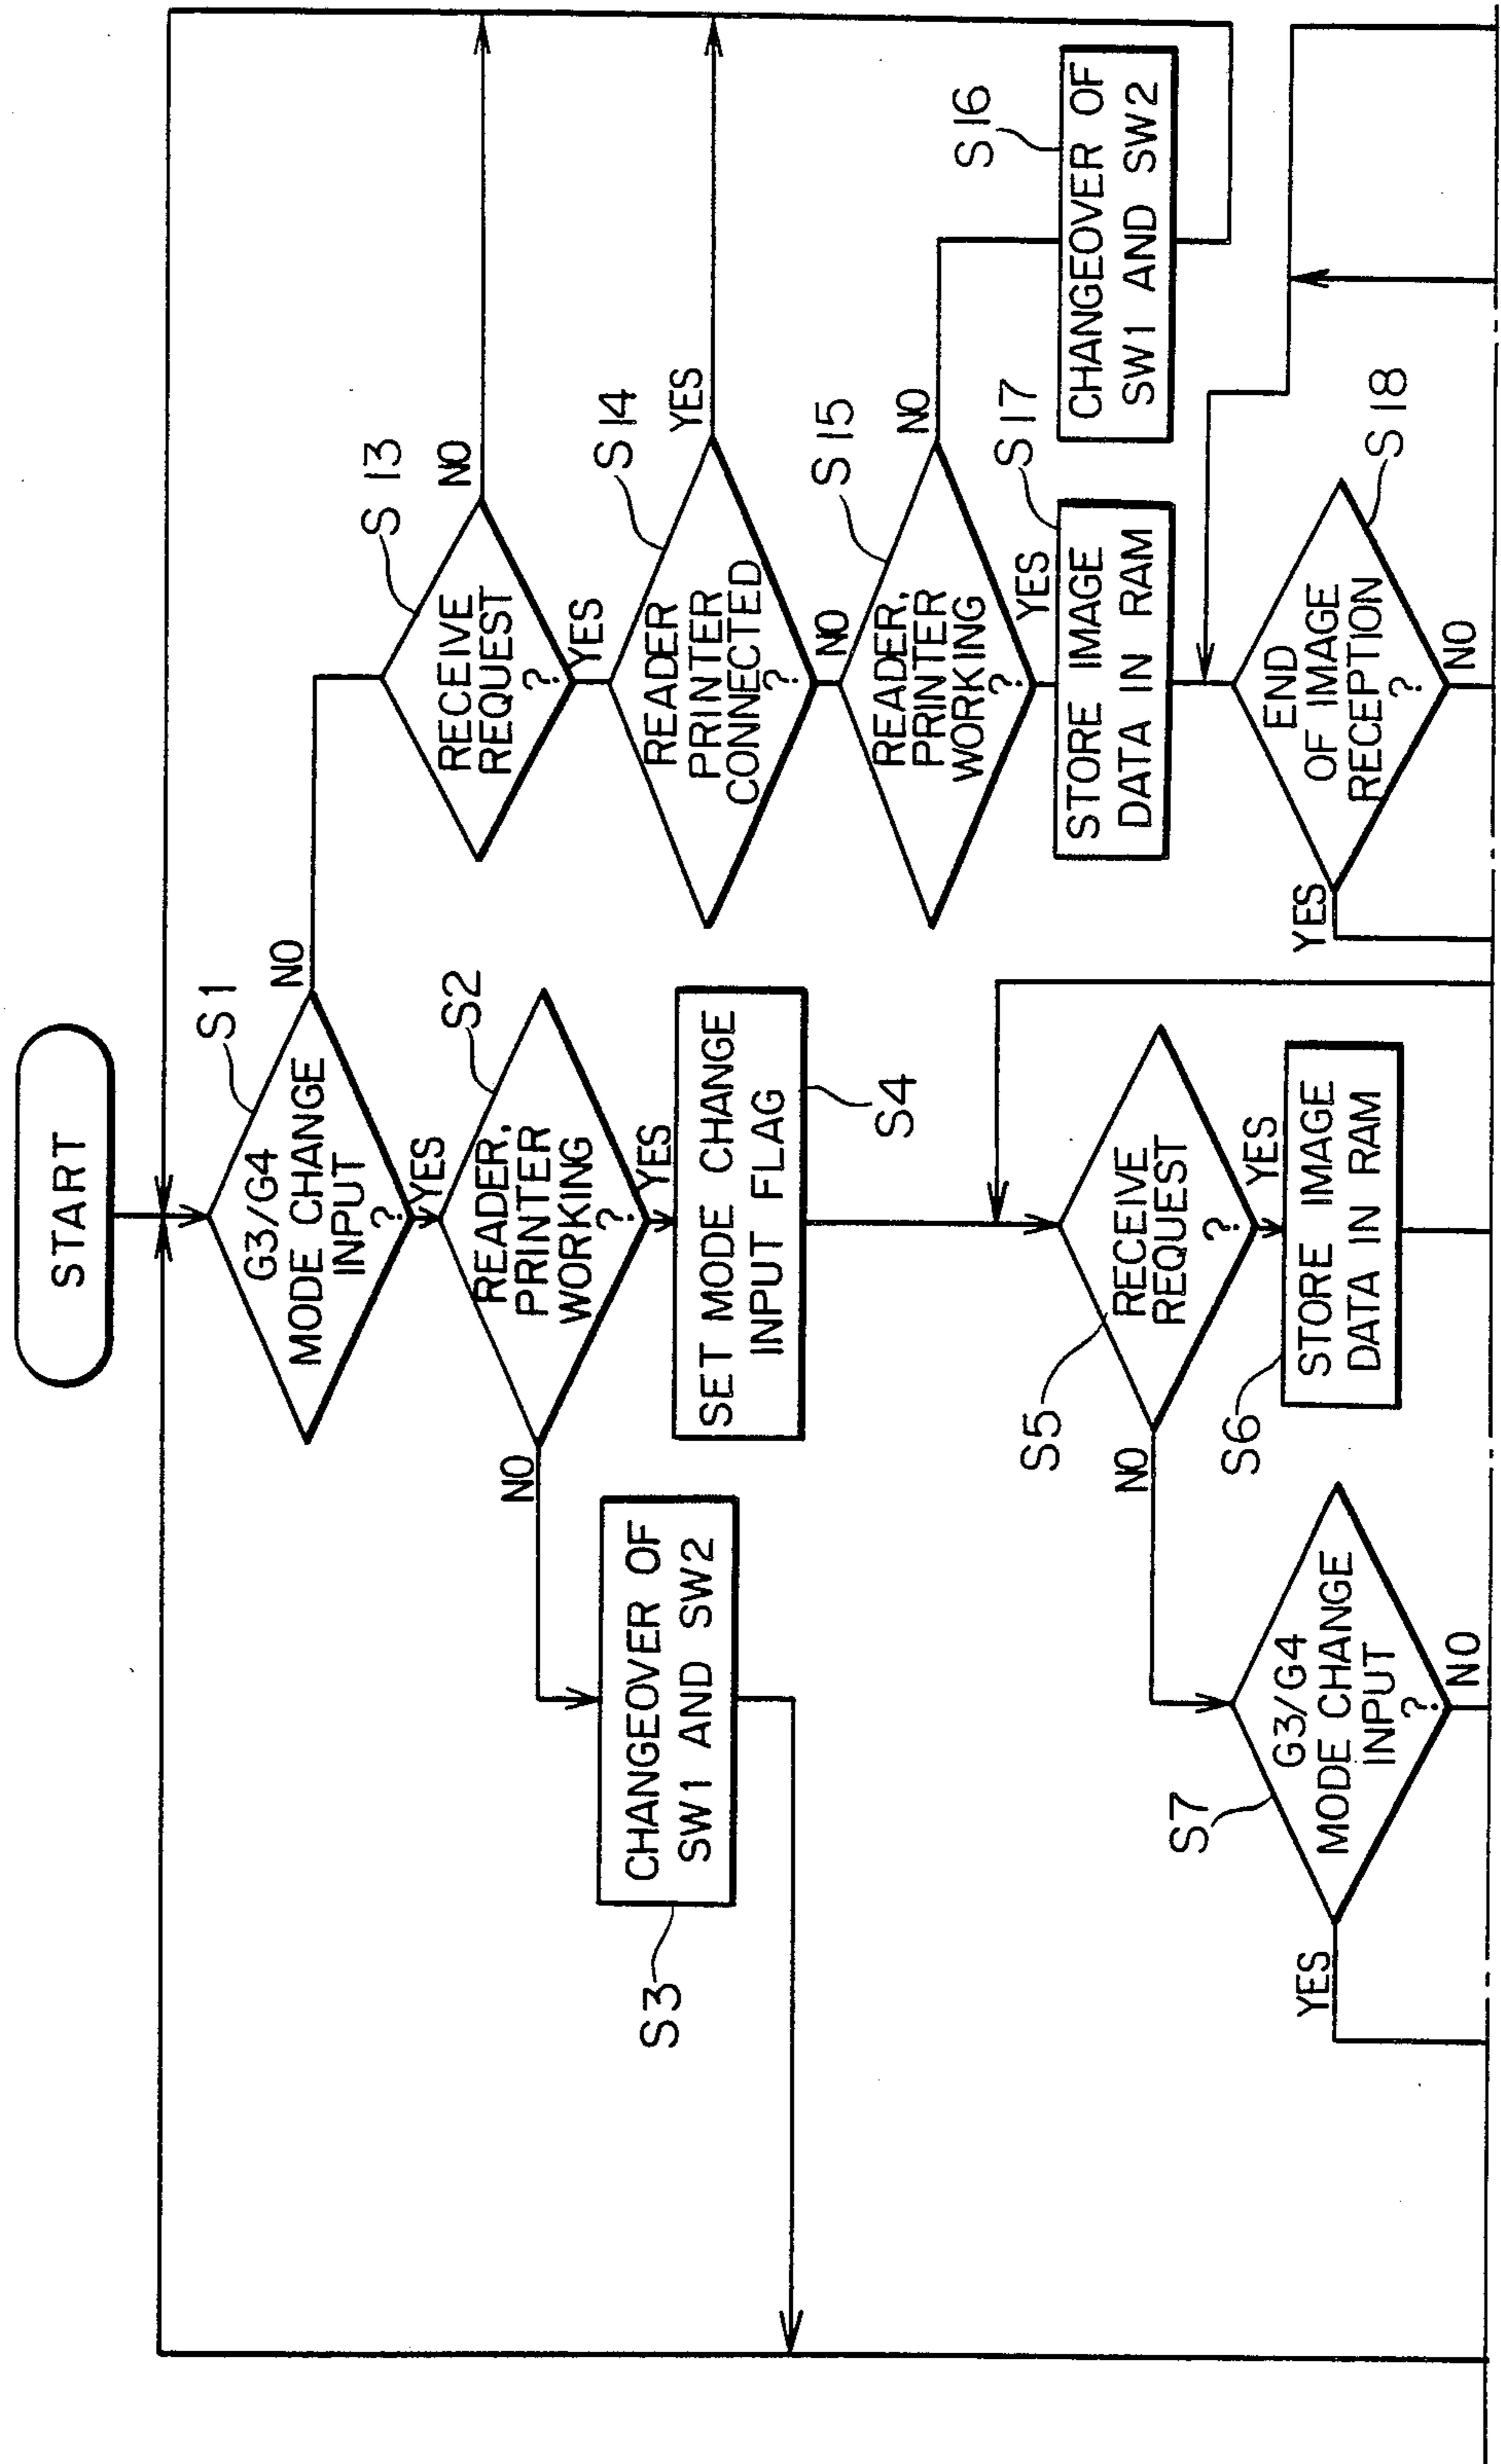 START
S1
G3/G4
MODE CHANGE
INPUT
?
NO
YES
S2
READER,
PRINTER
WORKING
?
NO
YES
S3
CHANGEOVER OF
SW1 AND SW2
SET MODE CHANGE
INPUT FLAG
S4
S5
RECEIVE
REQUEST
?
NO
YES
S6
STORE IMAGE
DATA IN RAM
S7
G3/G4
MODE CHANGE
INPUT
?
YES
NO
S13
RECEIVE
REQUEST
?
NO
YES
S14
READER
PRINTER
CONNECTED
?
YES
NO
S15
READER,
PRINTER
WORKING
?
NO
YES
S16
CHANGEOVER OF
SW1 AND SW2
S17
STORE IMAGE
DATA IN RAM
S18
END
OF IMAGE
RECEPTION
?
YES
NO